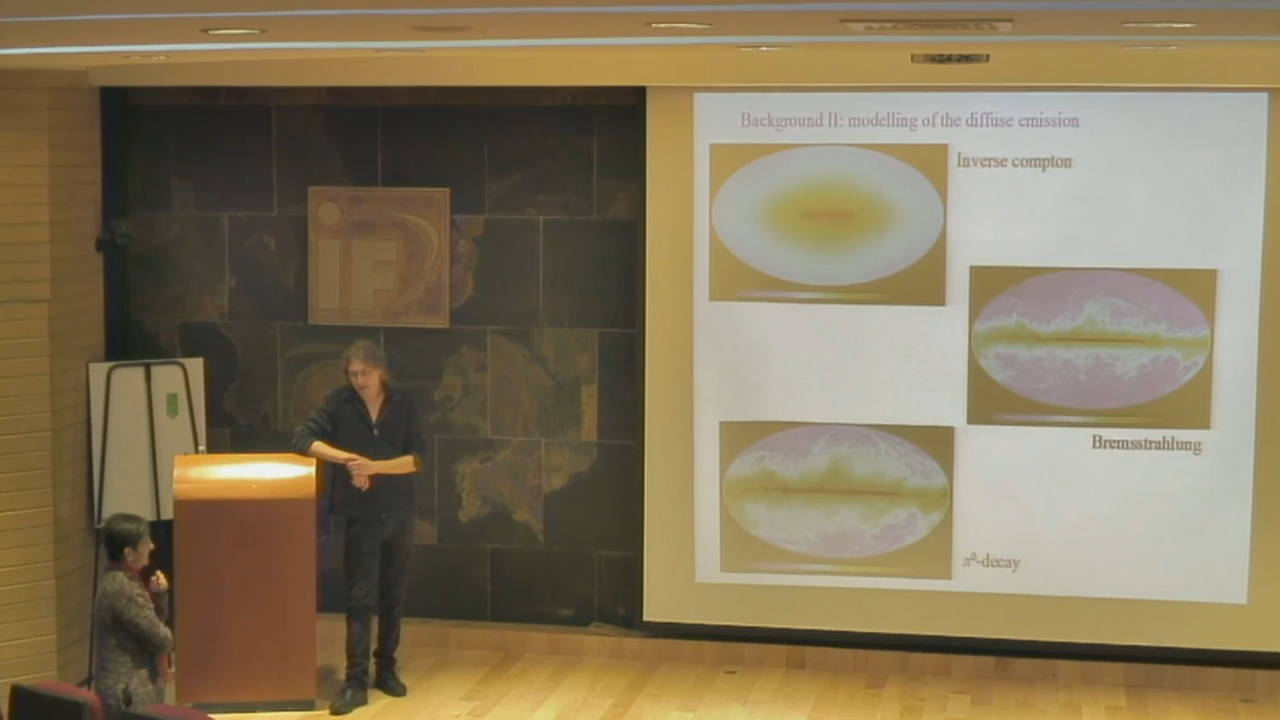 IF
Background II: modelling of the diffuse emission
Inverse compton
Bremsstrahlung
π⁰-decay